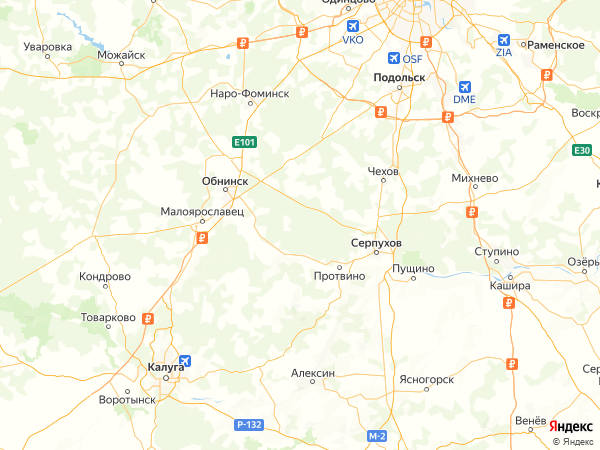 Одинцово
VKO
Уваровка
Можайск
OSF
ZIA
Раменское
Подольск
Наро-Фоминск
DME
Воскр
E101
E30
Чехов
Обнинск
Михнево
Малоярославец
Серпухов
Ступино
Озёры
Кондрово
Протвино
Пущино
Кашира
Товарково
Калуга
Алексин
Ясногорск
Сер
Воротынск
Р-132
М-2
Венёв
Яндекс
© Яндекс